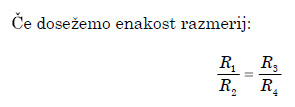 Če dosežemo enakost razmerij:
R₁/R₂ = R₃/R₄